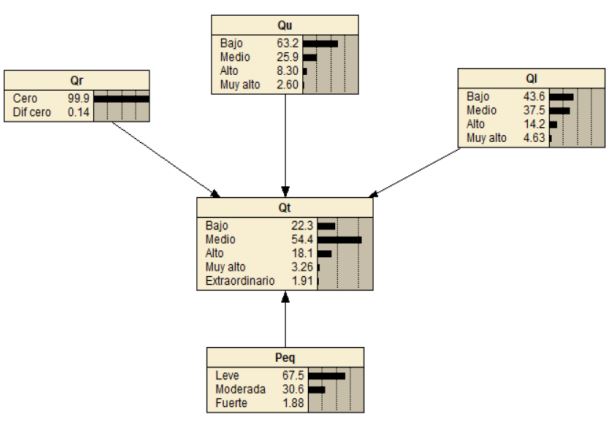 Qu
Bajo 63.2
Medio 25.9
Alto 8.30
Muy alto 2.60
Qr
Cero 99.9
Dif cero 0.14
Ql
Bajo 43.6
Medio 37.5
Alto 14.2
Muy alto 4.63
Qt
Bajo 22.3
Medio 54.4
Alto 18.1
Muy alto 3.26
Extraordinario 1.91
Peq
Leve 67.5
Moderada 30.6
Fuerte 1.88